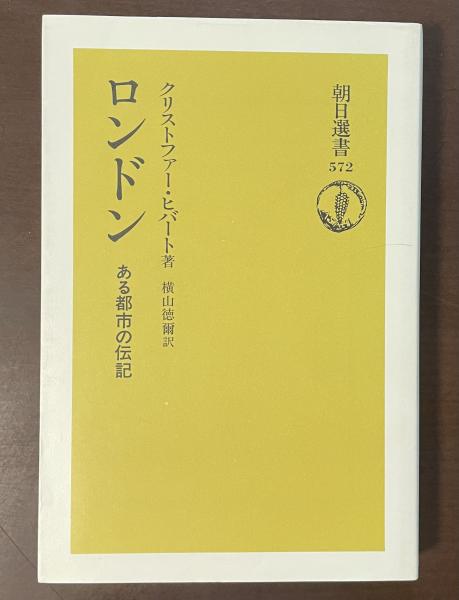 朝日選書
572
クリストファー・ヒバート著 横山徳爾訳
ロンドン
ある都市の伝記